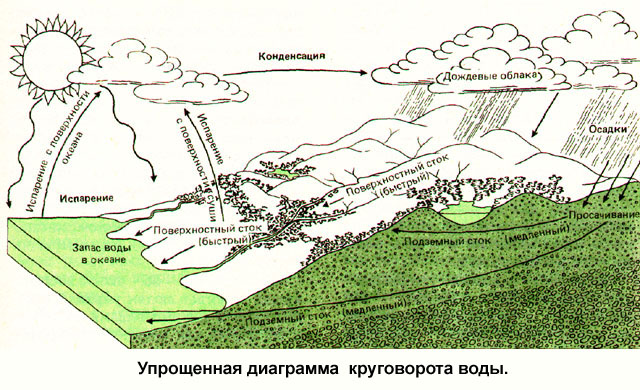 Конденсация
Дождевые облака
Осадки
Испарение с поверхности
океана
Испарение
с поверхности суши
Испарение
Поверхностный сток
(быстрый)
Поверхностный сток
(быстрый)
Просачивание
Запас воды
в океане
Подземный сток (медленный)
Подземный сток (медленный)
Упрощенная диаграмма круговорота воды.